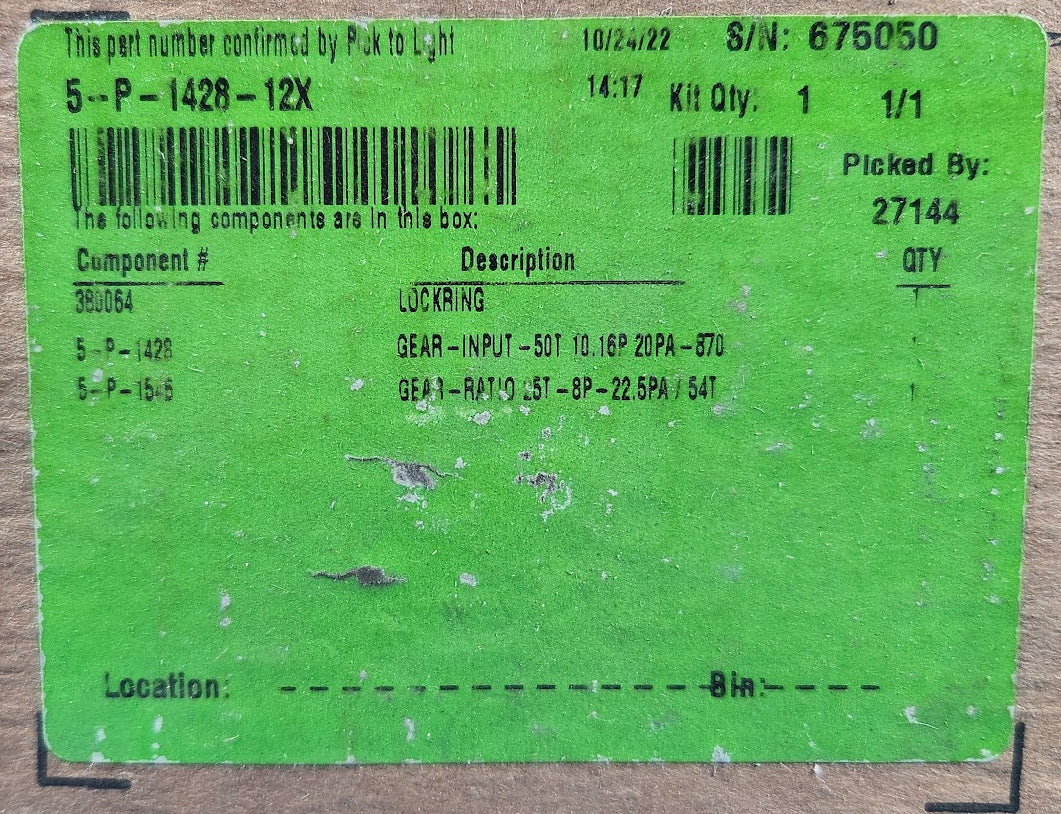 This part number confirmed by Pick to Light 10/24/22 S/N: 675050
5-P-1428-12X 14:17 Kit Qty: 1 1/1
Picked By:
27144
The following components are in this box:
Component # Description QTY
LOCKRING 1
5-P-1428 GEAR-INPUT-50T 10.16P 20PA-870
GEAR-RATIO 25T-8P-22.5PA/54T 1
Location: Bin: